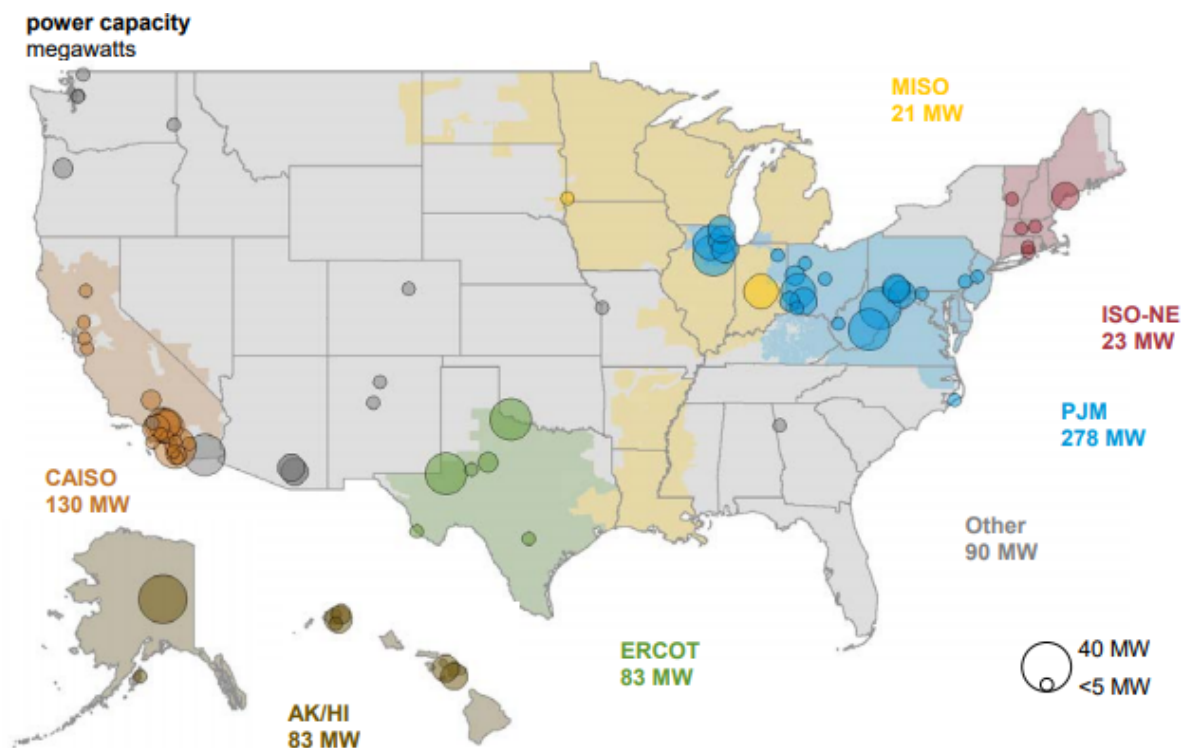 power capacity
megawatts
MISO
21 MW
ISO-NE
23 MW
PJM
278 MW
CAISO
130 MW
Other
90 MW
ERCOT
83 MW
40 MW
<5 MW
AK/HI
83 MW